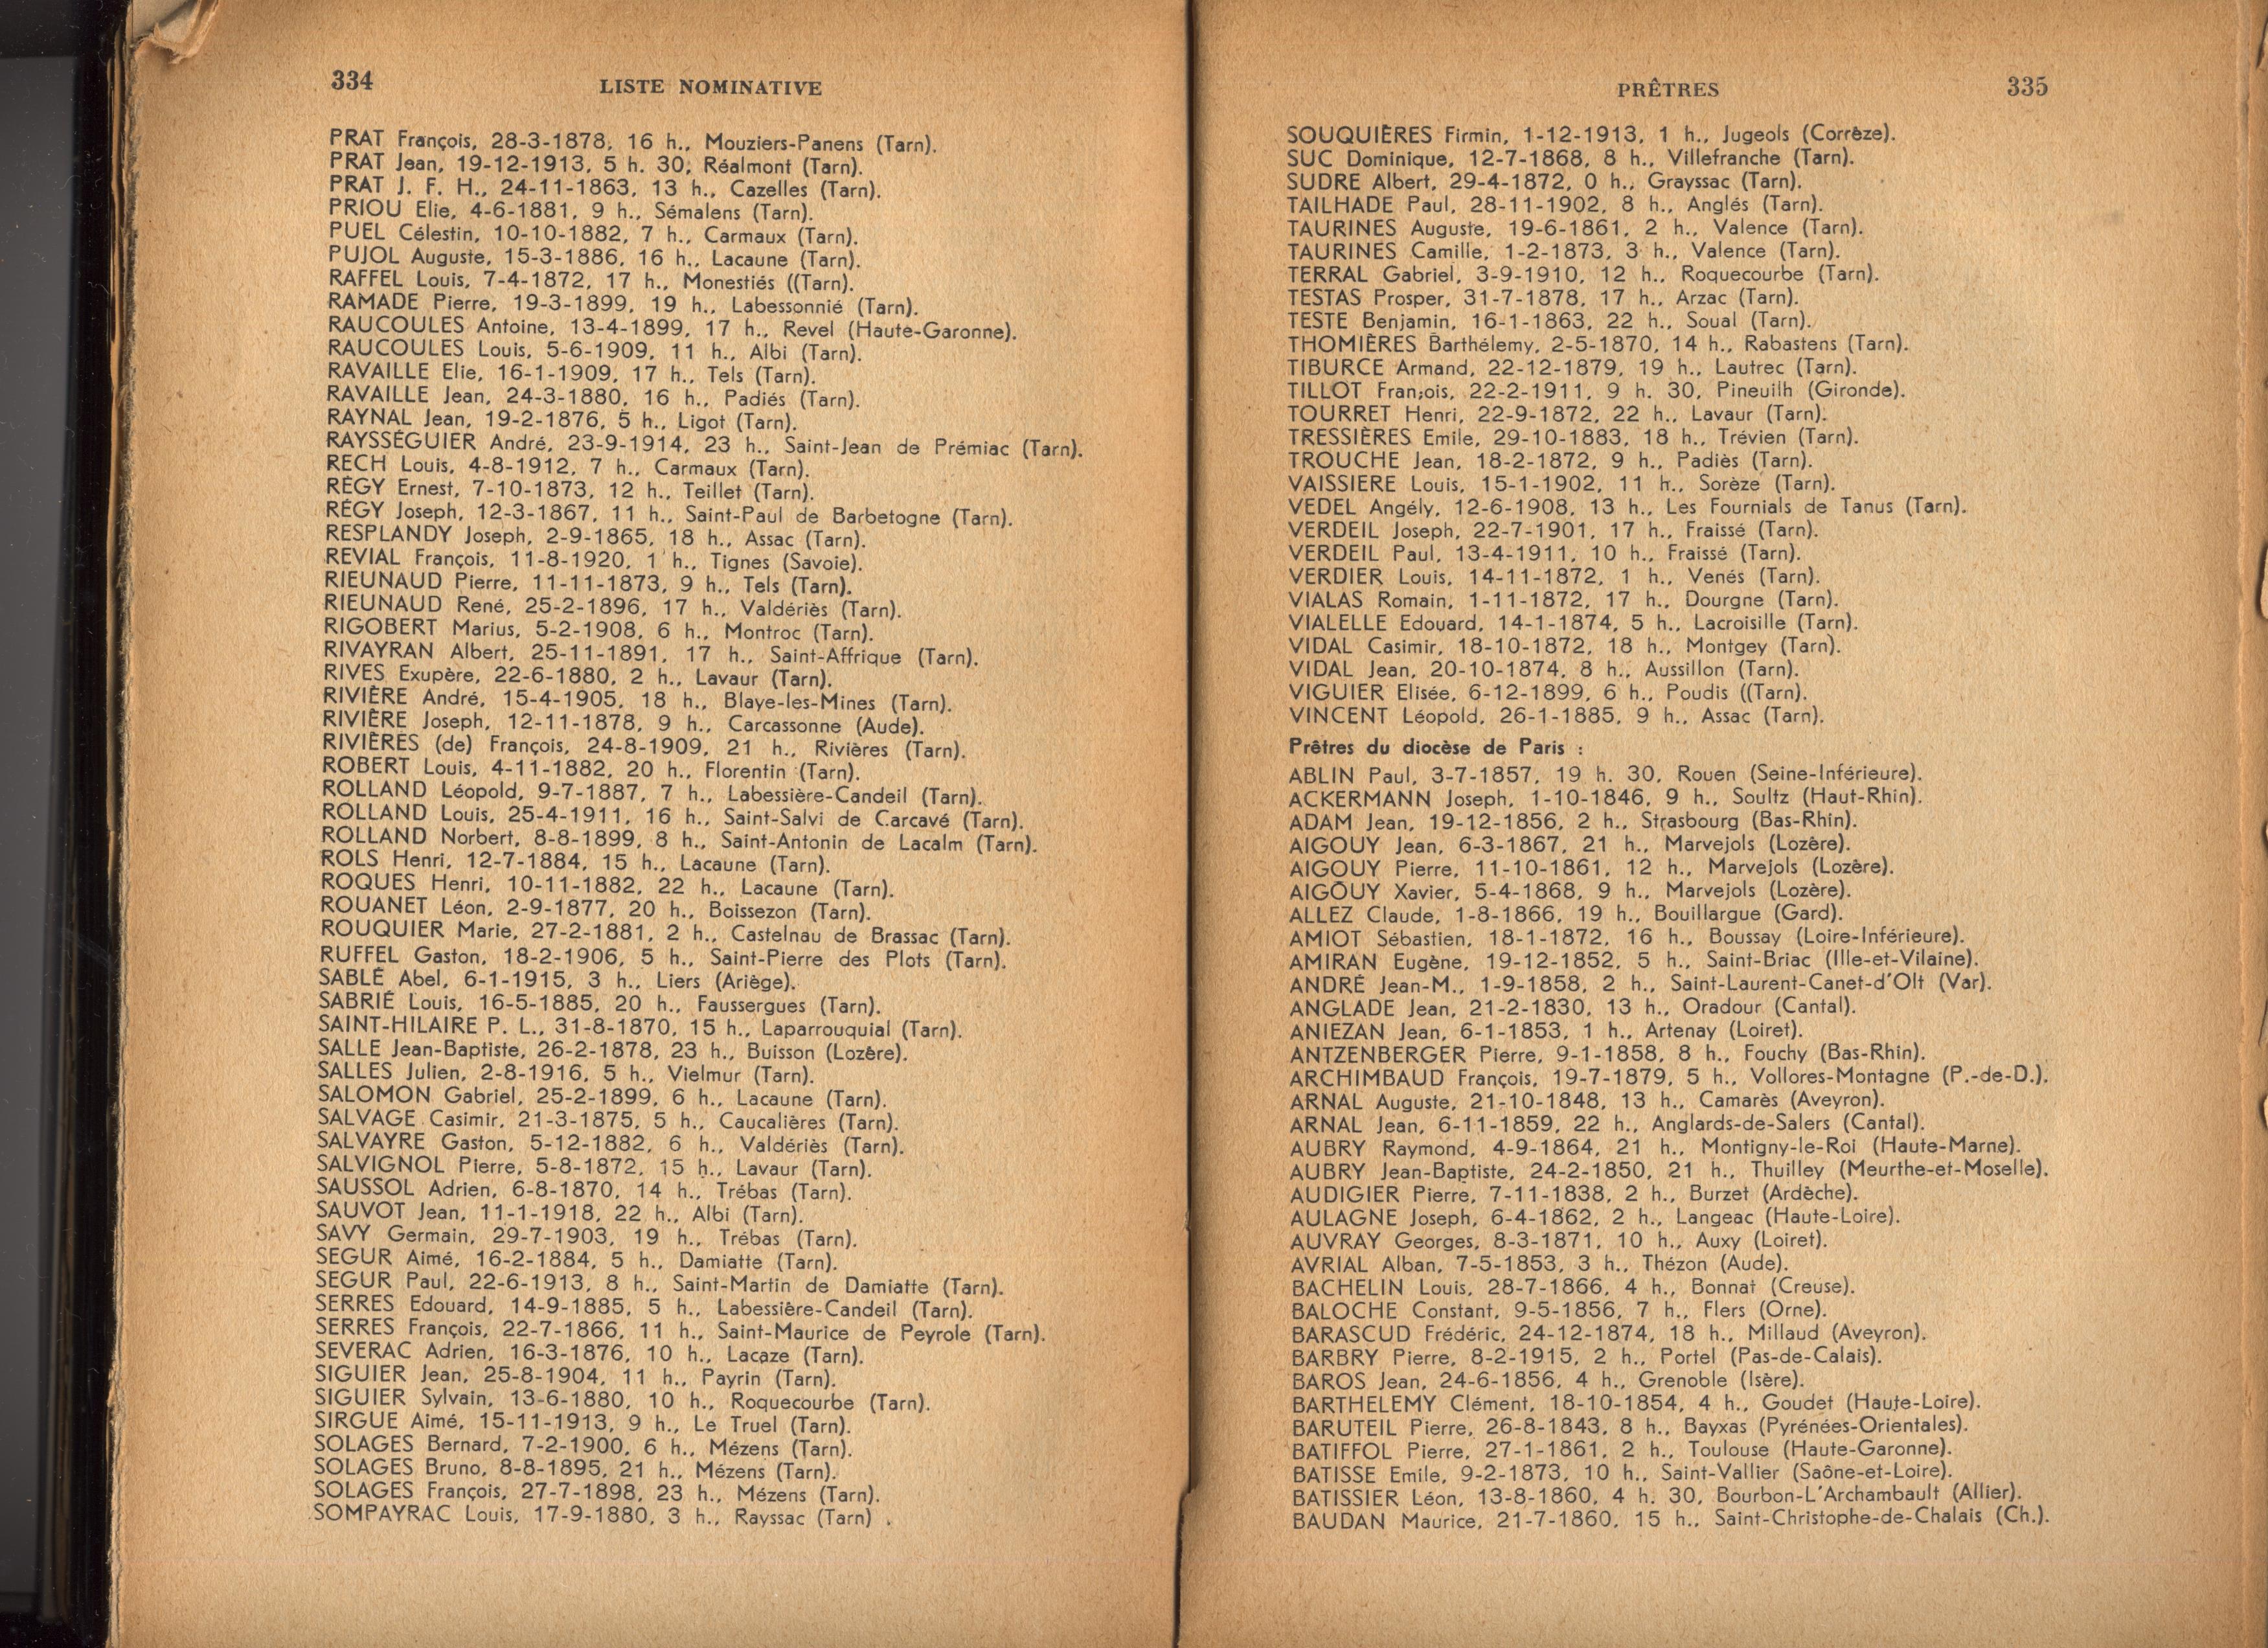 334
LISTE NOMINATIVE
PRAT François, 28-3-1878, 16 h., Mouziers-Panens (Tarn).
PRAT Jean, 19-12-1913, 5 h. 30, Réalmont (Tarn).
PRAT J. F. H., 24-11-1863, 13 h., Cazelles (Tarn).
PRIOU Elie, 4-6-1881, 9 h., Sémalens (Tarn).
PUEL Célestin, 10-10-1882, 7 h., Carmaux (Tarn).
PUJOL Auguste, 15-3-1886, 16 h., Lacaune (Tarn).
RAFFEL Louis, 7-4-1872, 17 h., Monestiés ((Tarn).
RAMADE Pierre, 19-3-1899, 19 h., Labessonnié (Tarn).
RAUCOULES Antoine, 13-4-1899, 17 h., Revel (Haute-Garonne).
RAUCOULES Louis, 5-6-1909, 11 h., Albi (Tarn).
RAVAILLE Elie, 16-1-1909, 17 h., Tels (Tarn).
RAVAILLE Jean, 24-3-1880, 16 h., Padiés (Tarn).
RAYNAL Jean, 19-2-1876, 5 h., Ligot (Tarn).
RAYSSÉGUIER André, 23-9-1914, 23 h., Saint-Jean de Prémiac (Tarn).
RECH Louis, 4-8-1912, 7 h., Carmaux (Tarn).
RÉGY Ernest, 7-10-1873, 12 h., Teillet (Tarn).
RÉGY Joseph, 12-3-1867, 11 h., Saint-Paul de Barbetogne (Tarn).
RESPLANDY Joseph, 2-9-1865, 18 h., Assac (Tarn).
REVIAL François, 11-8-1920, 1 h., Tignes (Savoie).
RIEUNAUD Pierre, 11-11-1873, 9 h., Tels (Tarn).
RIEUNAUD René, 25-2-1896, 17 h., Valdériès (Tarn).
RIGOBERT Marius, 5-2-1908, 6 h., Montroc (Tarn).
RIVAYRAN Albert, 25-11-1891, 17 h., Saint-Affrique (Tarn).
RIVES Exupère, 22-6-1880, 2 h., Lavaur (Tarn).
RIVIÈRE André, 15-4-1905, 18 h., Blaye-les-Mines (Tarn).
RIVIÈRE Joseph, 12-11-1878, 9 h., Carcassonne (Aude).
RIVIÈRES (de) François, 24-8-1909, 21 h., Rivières (Tarn).
ROBERT Louis, 4-11-1882, 20 h., Florentin (Tarn).
ROLLAND Léopold, 9-7-1887, 7 h., Labessière-Candeil (Tarn).
ROLLAND Louis, 25-4-1911, 16 h., Saint-Salvi de Carcavé (Tarn).
ROLLAND Norbert, 8-8-1899, 8 h., Saint-Antonin de Lacalm (Tarn).
ROLS Henri, 12-7-1884, 15 h., Lacaune (Tarn).
ROQUES Henri, 10-11-1882, 22 h., Lacaune (Tarn).
ROUANET Léon, 2-9-1877, 20 h., Boissezon (Tarn).
ROUQUIER Marie, 27-2-1881, 2 h., Castelnau de Brassac (Tarn).
RUFFEL Gaston, 18-2-1906, 5 h., Saint-Pierre des Plots (Tarn).
SABLÉ Abel, 6-1-1915, 3 h., Liers (Ariège).
SABRIÉ Louis, 16-5-1885, 20 h., Faussergues (Tarn).
SAINT-HILAIRE P. L., 31-8-1870, 15 h., Laparrouquial (Tarn).
SALLE Jean-Baptiste, 26-2-1878, 23 h., Buisson (Lozère).
SALLES Julien, 2-8-1916, 5 h., Vielmur (Tarn).
SALOMON Gabriel, 25-2-1899, 6 h., Lacaune (Tarn).
SALVAGE Casimir, 21-3-1875, 5 h., Caucalières (Tarn).
SALVAYRE Gaston, 5-12-1882, 6 h., Valdériès (Tarn).
SALVIGNOL Pierre, 5-8-1872, 15 h., Lavaur (Tarn).
SAUSSOL Adrien, 6-8-1870, 14 h., Trébas (Tarn).
SAUVOT Jean, 11-1-1918, 22 h., Albi (Tarn).
SAVY Germain, 29-7-1903, 19 h., Trébas (Tarn).
SEGUR Aimé, 16-2-1884, 5 h., Damiatte (Tarn).
SEGUR Paul, 22-6-1913, 8 h., Saint-Martin de Damiatte (Tarn).
SERRES Edouard, 14-9-1885, 5 h., Labessière-Candeil (Tarn).
SERRES François, 22-7-1866, 11 h., Saint-Maurice de Peyrole (Tarn).
SEVERAC Adrien, 16-3-1876, 10 h., Lacaze (Tarn).
SIGUIER Jean, 25-8-1904, 11 h., Payrin (Tarn).
SIGUIER Sylvain, 13-6-1880, 10 h., Roquecourbe (Tarn).
SIRGUE Aimé, 15-11-1913, 9 h., Le Truel (Tarn).
SOLAGES Bernard, 7-2-1900, 6 h., Mézens (Tarn).
SOLAGES Bruno, 8-8-1895, 21 h., Mézens (Tarn).
SOLAGES François, 27-7-1898, 23 h., Mézens (Tarn).
SOMPAYRAC Louis, 17-9-1880, 3 h., Rayssac (Tarn) .
PRÊTRES
335
SOUQUIÈRES Firmin, 1-12-1913, 1 h., Jugeols (Corrèze).
SUC Dominique, 12-7-1868, 8 h., Villefranche (Tarn).
SUDRE Albert, 29-4-1872, 0 h., Grayssac (Tarn).
TAILHADE Paul, 28-11-1902, 8 h., Anglés (Tarn).
TAURINES Auguste, 19-6-1861, 2 h., Valence (Tarn).
TAURINES Camille, 1-2-1873, 3 h., Valence (Tarn).
TERRAL Gabriel, 3-9-1910, 12 h., Roquecourbe (Tarn).
TESTAS Prosper, 31-7-1878, 17 h., Arzac (Tarn).
TESTE Benjamin, 16-1-1863, 22 h., Soual (Tarn).
THOMIÈRES Barthélemy, 2-5-1870, 14 h., Rabastens (Tarn).
TIBURCE Armand, 22-12-1879, 19 h., Lautrec (Tarn).
TILLOT Fran;ois, 22-2-1911, 9 h. 30, Pineuilh (Gironde).
TOURRET Henri, 22-9-1872, 22 h., Lavaur (Tarn).
TRESSIÈRES Emile, 29-10-1883, 18 h., Trévien (Tarn).
TROUCHE Jean, 18-2-1872, 9 h., Padiès (Tarn).
VAISSIERE Louis, 15-1-1902, 11 h., Sorèze (Tarn).
VEDEL Angély, 12-6-1908, 13 h., Les Fournials de Tanus (Tarn).
VERDEIL Joseph, 22-7-1901, 17 h., Fraissé (Tarn).
VERDEIL Paul, 13-4-1911, 10 h., Fraissé (Tarn).
VERDIER Louis, 14-11-1872, 1 h., Venés (Tarn).
VIALAS Romain, 1-11-1872, 17 h., Dourgne (Tarn).
VIALELLE Edouard, 14-1-1874, 5 h., Lacroisille (Tarn).
VIDAL Casimir, 18-10-1872, 18 h., Montgey (Tarn).
VIDAL Jean, 20-10-1874, 8 h., Aussillon (Tarn).
VIGUIER Elisée, 6-12-1899, 6 h., Poudis ((Tarn).
VINCENT Léopold, 26-1-1885, 9 h., Assac (Tarn).
Prêtres du diocèse de Paris :
ABLIN Paul, 3-7-1857, 19 h. 30, Rouen (Seine-Inférieure).
ACKERMANN Joseph, 1-10-1846, 9 h., Soultz (Haut-Rhin).
ADAM Jean, 19-12-1856, 2 h., Strasbourg (Bas-Rhin).
AIGOUY Jean, 6-3-1867, 21 h., Marvejols (Lozère).
AIGOUY Pierre, 11-10-1861, 12 h., Marvejols (Lozère).
AIGOUY Xavier, 5-4-1868, 9 h., Marvejols (Lozère).
ALLEZ Claude, 1-8-1866, 19 h., Bouillargue (Gard).
AMIOT Sébastien, 18-1-1872, 16 h., Boussay (Loire-Inférieure).
AMIRAN Eugène, 19-12-1852, 5 h., Saint-Briac (Ille-et-Vilaine).
ANDRÉ Jean-M., 1-9-1858, 2 h., Saint-Laurent-Canet-d'Olt (Var).
ANGLADE Jean, 21-2-1830, 13 h., Oradour (Cantal).
ANIEZAN Jean, 6-1-1853, 1 h., Artenay (Loiret).
ANTZENBERGER Pierre, 9-1-1858, 8 h., Fouchy (Bas-Rhin).
ARCHIMBAUD François, 19-7-1879, 5 h., Vollores-Montagne (P.-de-D.).
ARNAL Auguste, 21-10-1848, 13 h., Camarès (Aveyron).
ARNAL Jean, 6-11-1859, 22 h., Anglards-de-Salers (Cantal).
AUBRY Raymond, 4-9-1864, 21 h., Montigny-le-Roi (Haute-Marne).
AUBRY Jean-Baptiste, 24-2-1850, 21 h., Thuilley (Meurthe-et-Moselle).
AUDIGIER Pierre, 7-11-1838, 2 h., Burzet (Ardèche).
AULAGNE Joseph, 6-4-1862, 2 h., Langeac (Haute-Loire).
AUVRAY Georges, 8-3-1871, 10 h., Auxy (Loiret).
AVRIAL Alban, 7-5-1853, 3 h., Thézon (Aude).
BACHELIN Louis, 28-7-1866, 4 h., Bonnat (Creuse).
BALOCHE Constant, 9-5-1856, 7 h., Flers (Orne).
BARASCUD Frédéric, 24-12-1874, 18 h., Millaud (Aveyron).
BARBRY Pierre, 8-2-1915, 2 h., Portel (Pas-de-Calais).
BAROS Jean, 24-6-1856, 4 h., Grenoble (Isère).
BARTHELEMY Clément, 18-10-1854, 4 h., Goudet (Haute-Loire).
BARUTEIL Pierre, 26-8-1843, 8 h., Bayxas (Pyrénées-Orientales).
BATIFFOL Pierre, 27-1-1861, 2 h., Toulouse (Haute-Garonne).
BATISSE Emile, 9-2-1873, 10 h., Saint-Vallier (Saône-et-Loire).
BATISSIER Léon, 13-8-1860, 4 h. 30, Bourbon-L'Archambault (Allier).
BAUDAN Maurice, 21-7-1860, 15 h., Saint-Christophe-de-Chalais (Ch.).